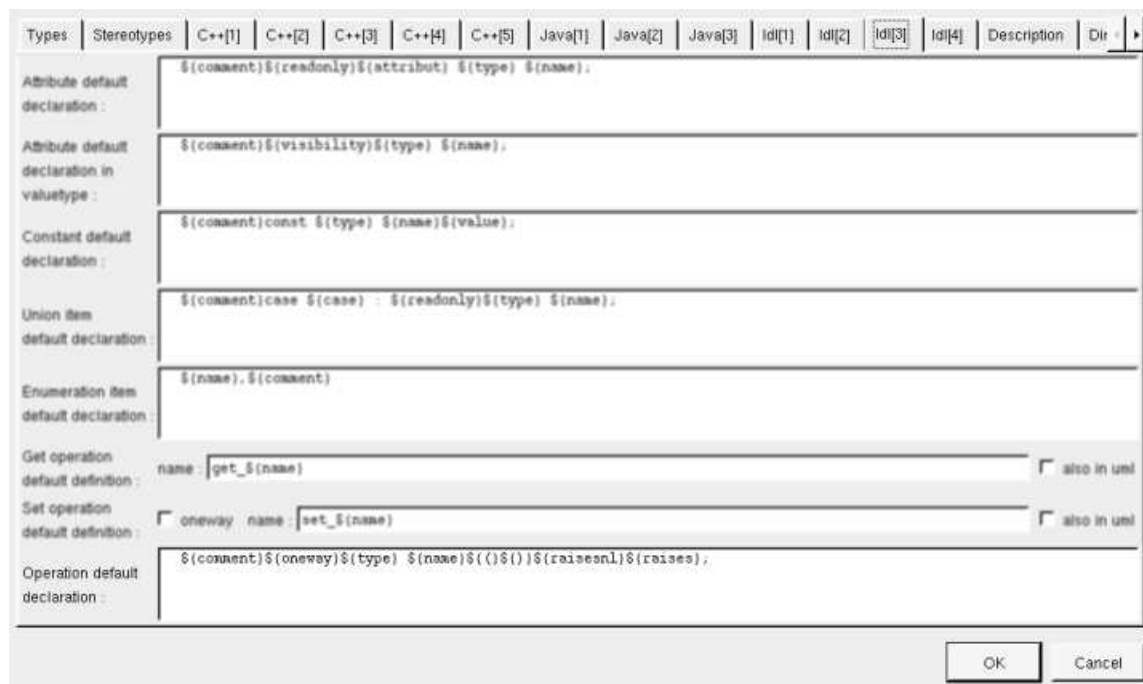 Types Stereotypes C++[1] C++[2] C++[3] C++[4] C++[5] Java[1] Java[2] Java[3] Idl[1] Idl[2] Idl[3] Idl[4] Description Dir
Attribute default
declaration :
${comment}${readonly}${attribut} ${type} ${name};
Attribute default
declaration in
valuetype :
${comment}${visibility}${type} ${name};
Constant default
declaration :
${comment}const ${type} ${name}${value};
Union item
default declaration :
${comment}case ${case} : ${readonly}${type} ${name};
Enumeration item
default declaration :
${name},${comment}
Get operation
default definition :
name : get_${name}
also in uml
Set operation
default definition :
oneway name : set_${name}
also in uml
Operation default
declaration :
${comment}${oneway}${type} ${name}${(}${)}${raisesnl}${raises};
OK Cancel